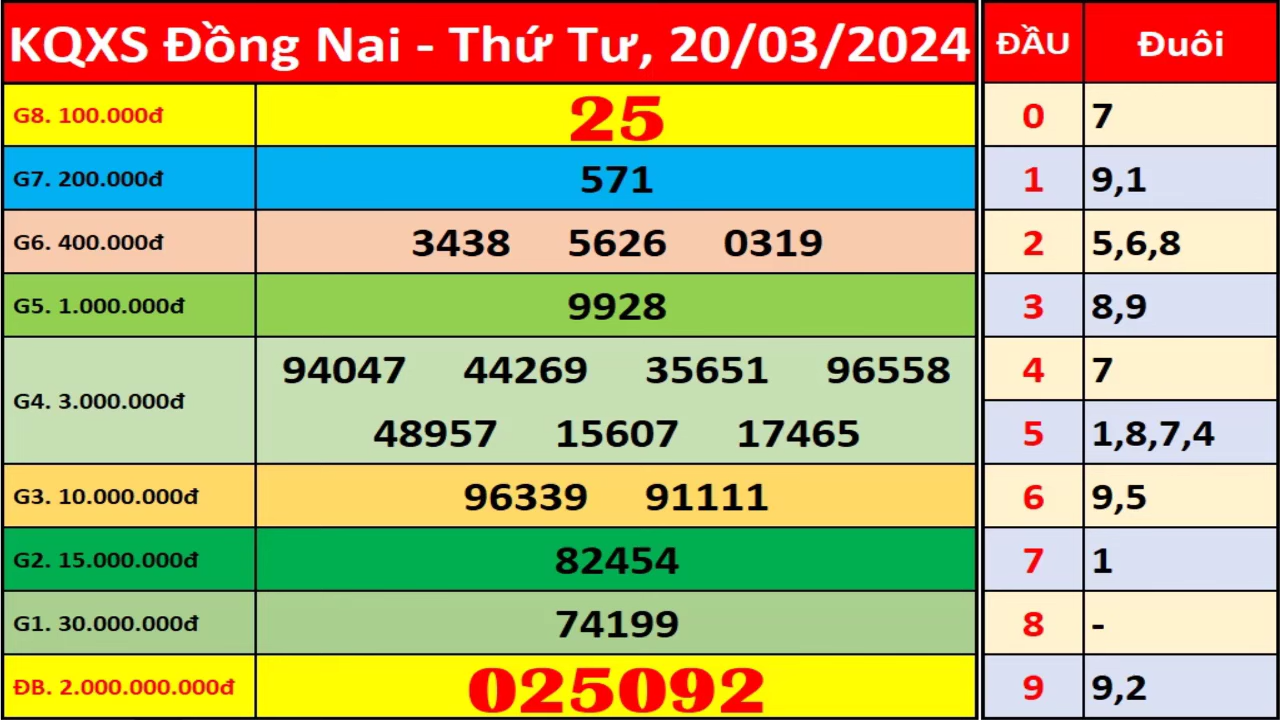 KQXS Đồng Nai - Thứ Tư, 20/03/2024 ĐẦU Đuôi
G8. 100.000đ 25 0 7
G7. 200.000đ 571 1 9,1
G6. 400.000đ 3438 5626 0319 2 5,6,8
G5. 1.000.000đ 9928 3 8,9
G4. 3.000.000đ 94047 44269 35651 96558 4 7
48957 15607 17465 5 1,8,7,4
G3. 10.000.000đ 96339 91111 6 9,5
G2. 15.000.000đ 82454 7 1
G1. 30.000.000đ 74199 8 -
ĐB. 2.000.000.000đ 025092 9 9,2